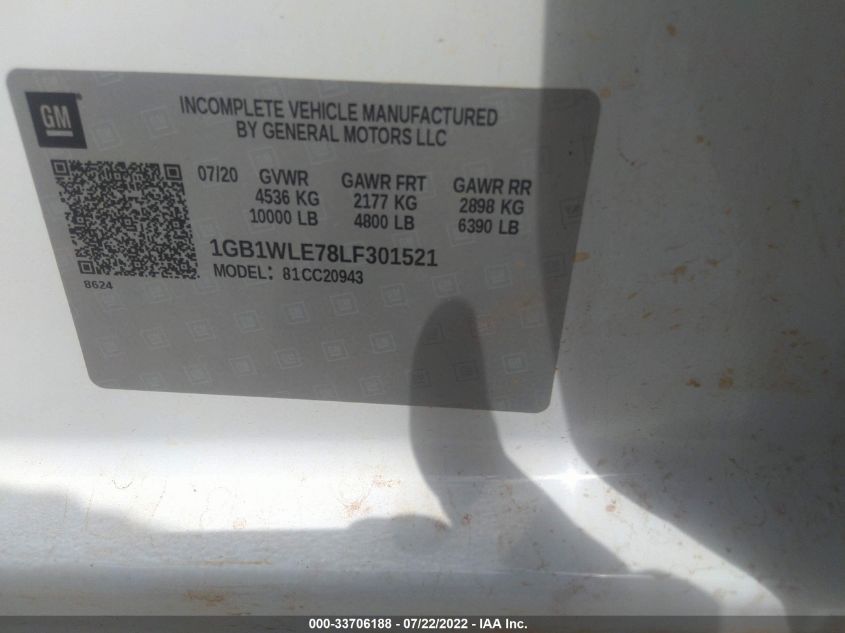 GM
INCOMPLETE VEHICLE MANUFACTURED
BY GENERAL MOTORS LLC
07/20 GVWR GAWR FRT GAWR RR
4536 KG 2177 KG 2898 KG
10000 LB 4800 LB 6390 LB
1GB1WLE78LF301521
MODEL: 81CC20943
8624
000-33706188 - 07/22/2022 - IAA Inc.